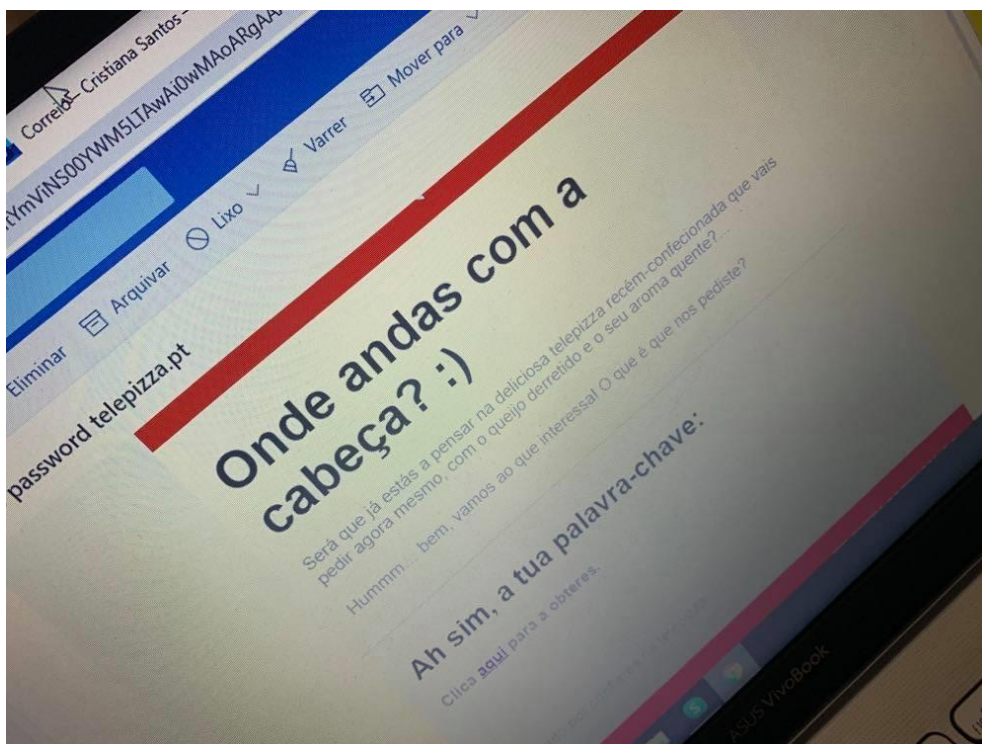 Correio – Cristiana Santos –
Eliminar Arquivar Lixo Varrer Mover para
password telepizza.pt
Onde andas com a
cabeça? :)
Será que já estás a pensar na deliciosa telepizza recém-confecionada que vais
pedir agora mesmo, com o queijo derretido e o seu aroma quente?...
Hummm... bem, vamos ao que interessa! O que é que nos pediste?
Ah sim, a tua palavra-chave:
Clica aqui para a obteres.
ASUS VivoBook